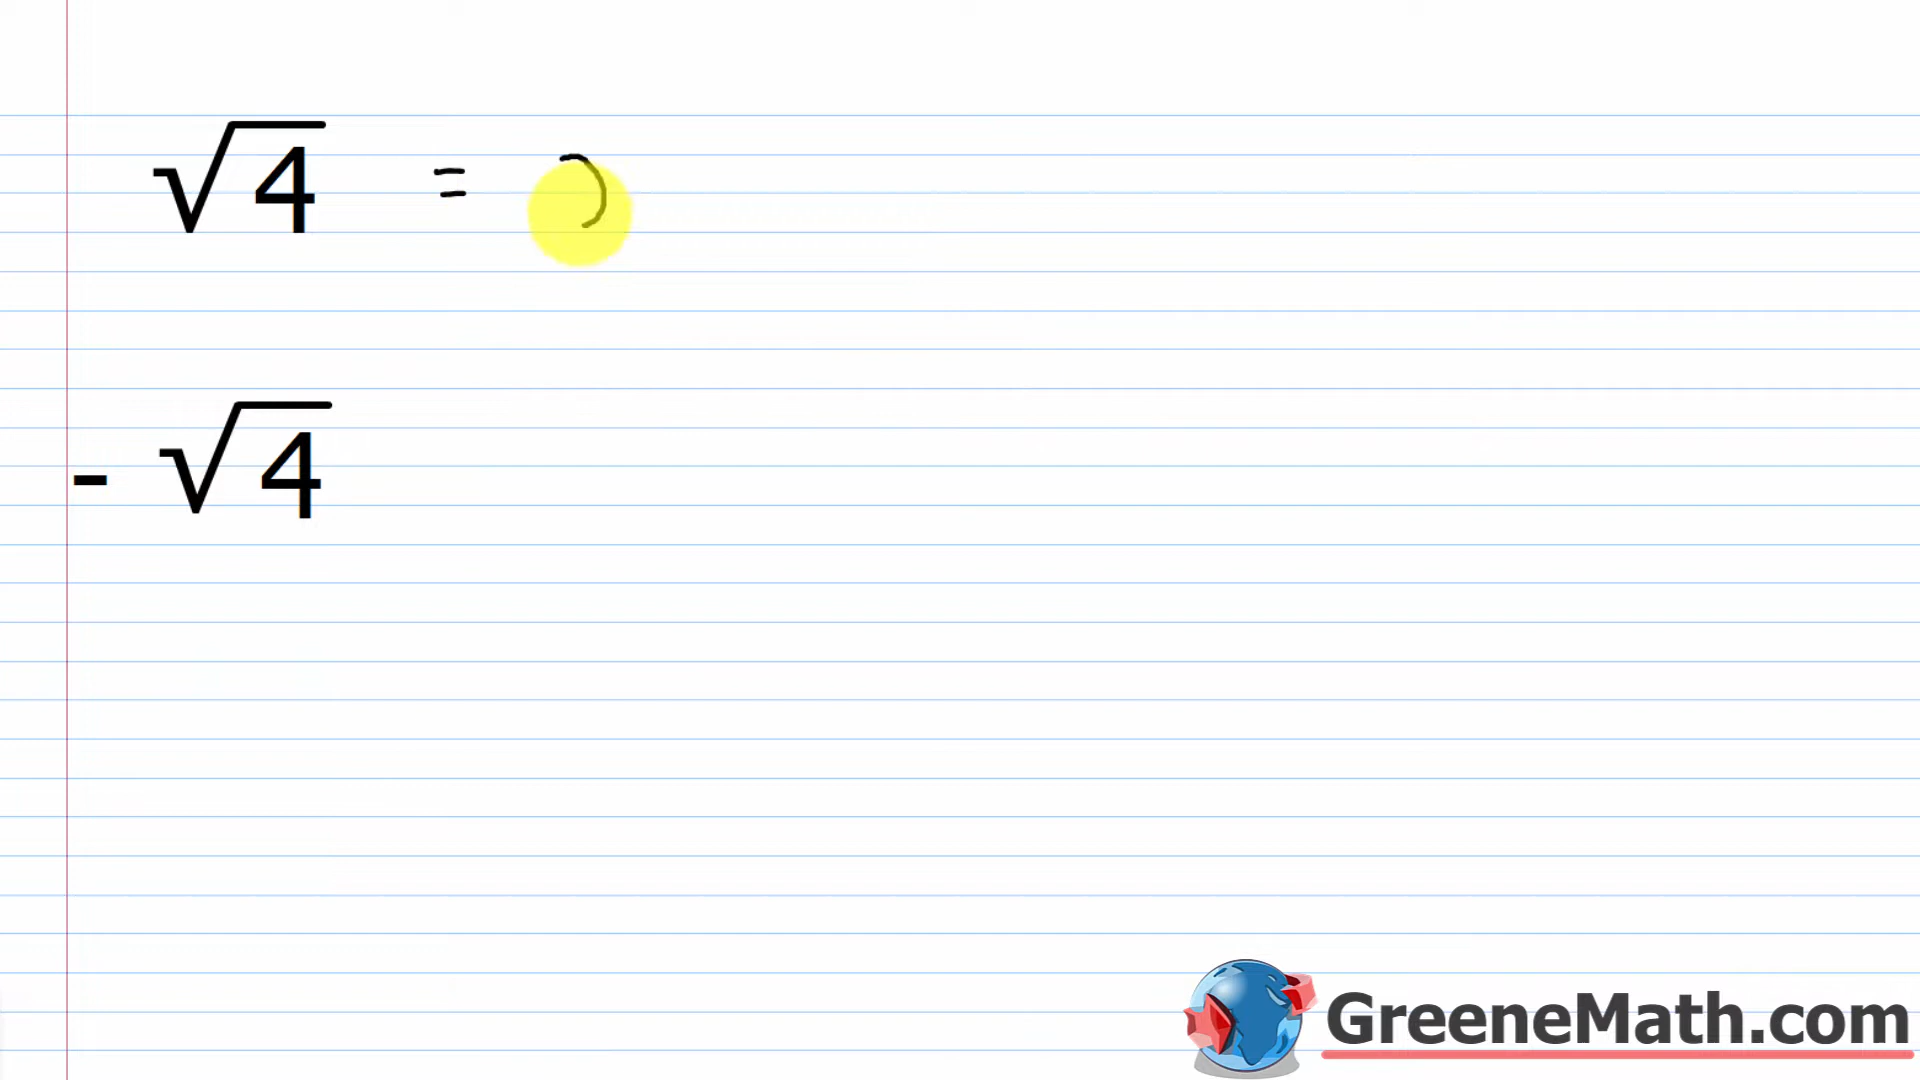 √4 =
- √4
GreeneMath.com